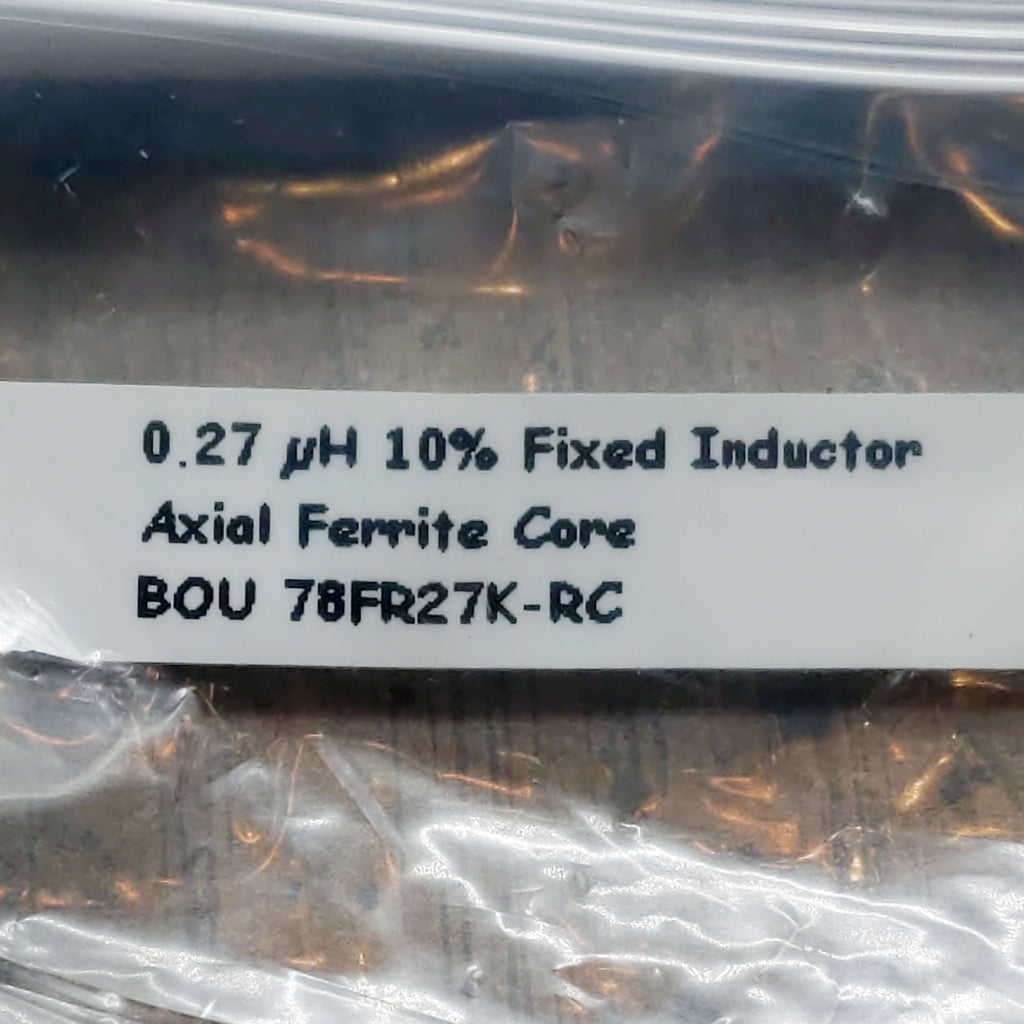 0.27 µH 10% Fixed Inductor
Axial Ferrite Core
BOU 78FR27K-RC